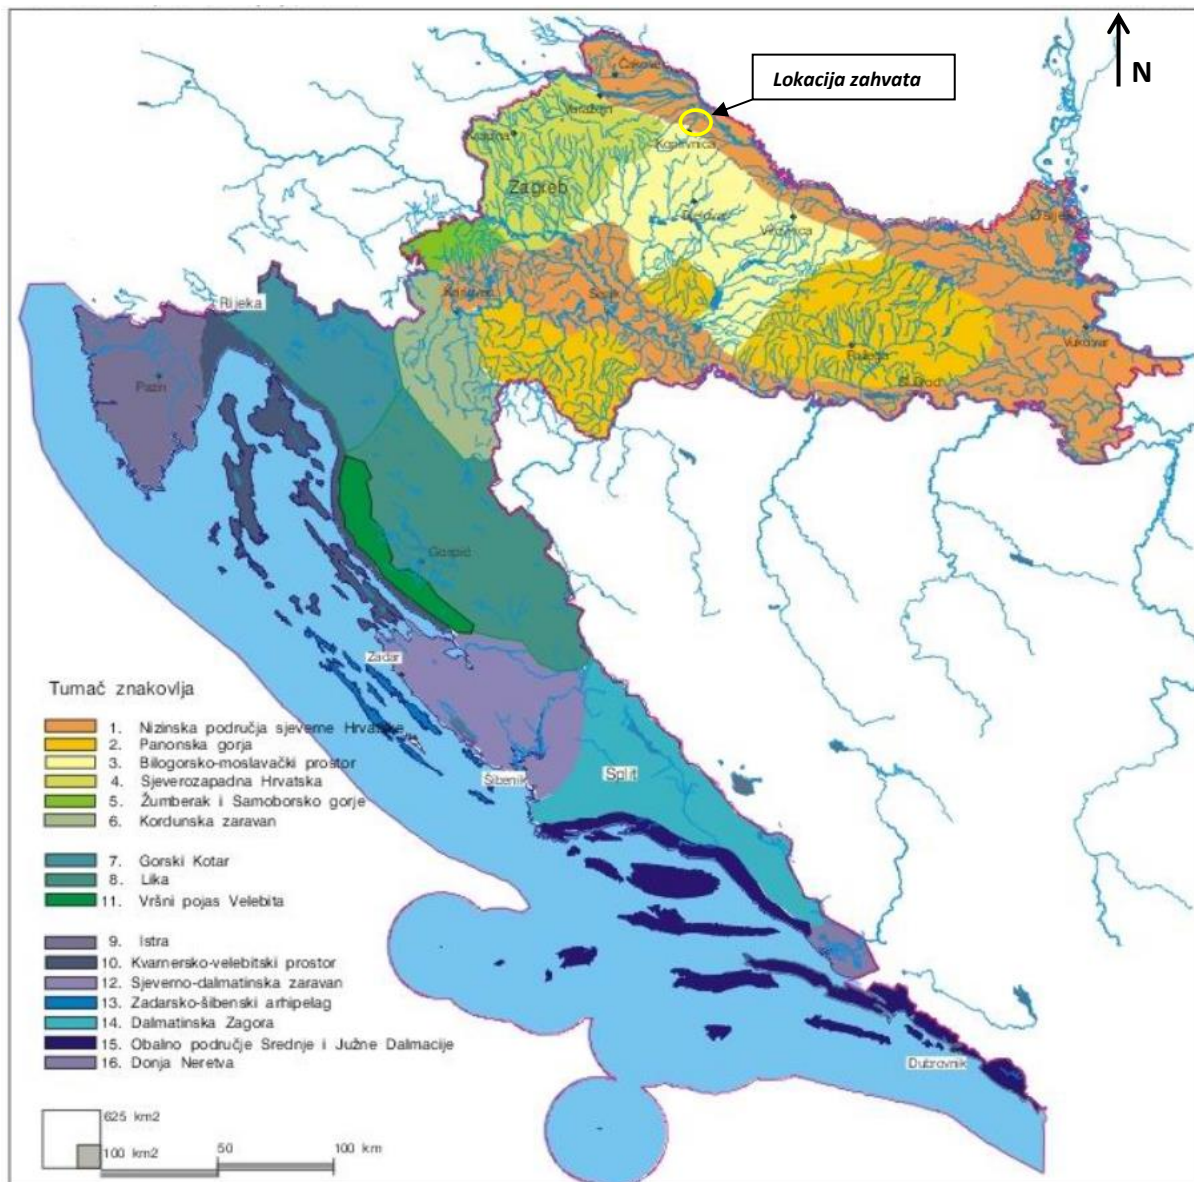 Lokacija zahvata
N
Čakovec
Varaždin
Krapina
Koprivnica
Zagreb
Bjelovar
Virovitica
Osijek
Karlovac
Sisak
Rijeka
Vukovar
Požega
Sl.Brod
Pazin
Gospić
Zadar
Šibenik
Split
Dubrovnik
Tumač znakovlja
1. Nizinska područja sjeverne Hrvatske
2. Panonska gorja
3. Bilogorsko-moslavački prostor
4. Sjeverozapadna Hrvatska
5. Žumberak i Samoborsko gorje
6. Kordunska zaravan
7. Gorski Kotar
8. Lika
11. Vršni pojas Velebita
9. Istra
10. Kvarnersko-velebitski prostor
12. Sjeverno-dalmatinska zaravan
13. Zadarsko-šibenski arhipelag
14. Dalmatinska Zagora
15. Obalno područje Srednje i Južne Dalmacije
16. Donja Neretva
625 km2
100 km2
50
100 km